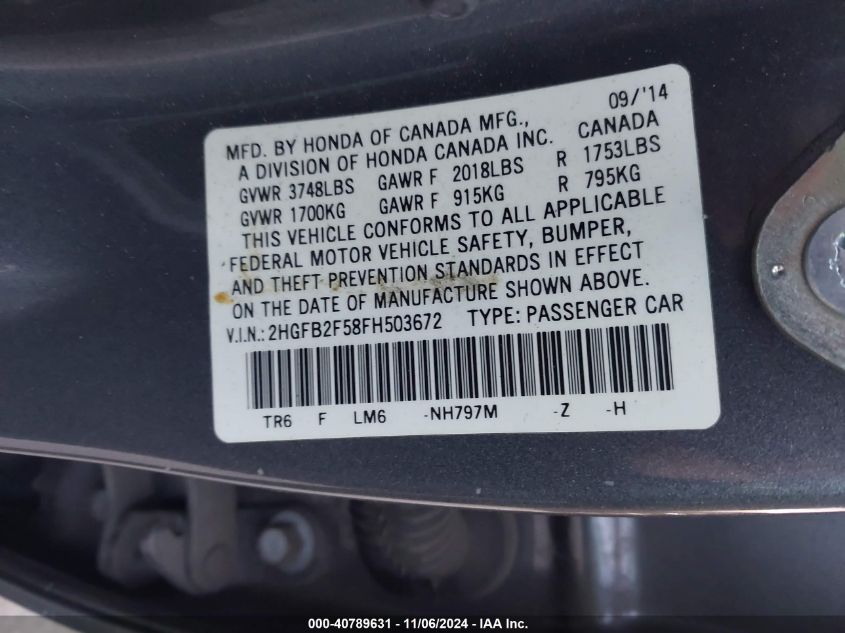 09/'14
MFD. BY HONDA OF CANADA MFG., CANADA
A DIVISION OF HONDA CANADA INC.
GVWR 3748LBS GAWR F 2018LBS R 1753LBS
GVWR 1700KG GAWR F 915KG R 795KG
THIS VEHICLE CONFORMS TO ALL APPLICABLE
FEDERAL MOTOR VEHICLE SAFETY, BUMPER,
AND THEFT PREVENTION STANDARDS IN EFFECT
ON THE DATE OF MANUFACTURE SHOWN ABOVE.
V.I.N.: 2HGFB2F58FH503672 TYPE: PASSENGER CAR
TR6 F LM6 -NH797M -Z -H
000-40789631 - 11/06/2024 - IAA Inc.